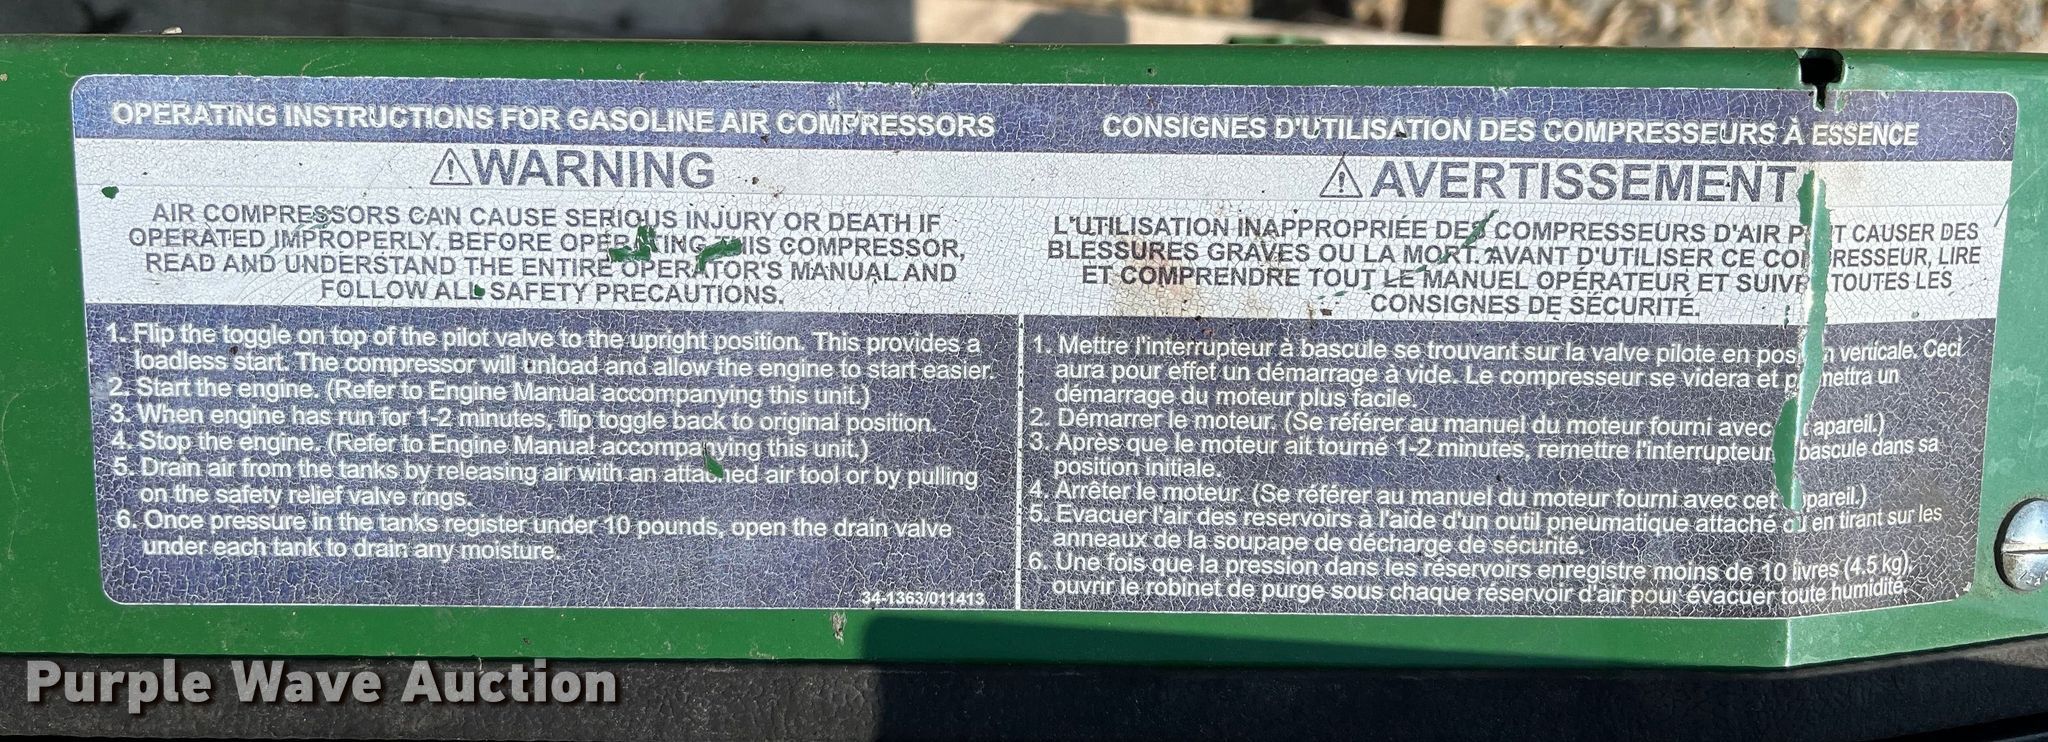 OPERATING INSTRUCTIONS FOR GASOLINE AIR COMPRESSORS
WARNING
AIR COMPRESSORS CAN CAUSE SERIOUS INJURY OR DEATH IF
OPERATED IMPROPERLY. BEFORE OPERATING THIS COMPRESSOR,
READ AND UNDERSTAND THE ENTIRE OPERATOR'S MANUAL AND
FOLLOW ALL SAFETY PRECAUTIONS.
1. Flip the toggle on top of the pilot valve to the upright position. This provides a
loadless start. The compressor will unload and allow the engine to start easier.
2. Start the engine. (Refer to Engine Manual accompanying this unit.)
3. When engine has run for 1-2 minutes, flip toggle back to original position.
4. Stop the engine. (Refer to Engine Manual accompanying this unit.)
5. Drain air from the tanks by releasing air with an attached air tool or by pulling
on the safety relief valve rings.
6. Once pressure in the tanks register under 10 pounds, open the drain valve
under each tank to drain any moisture.
34-1363/011413
CONSIGNES D'UTILISATION DES COMPRESSEURS À ESSENCE
AVERTISSEMENT
L'UTILISATION INAPPROPRIÉE DES COMPRESSEURS D'AIR PEUT CAUSER DES
BLESSURES GRAVES OU LA MORT. AVANT D'UTILISER CE COMPRESSEUR, LIRE
ET COMPRENDRE TOUT LE MANUEL OPÉRATEUR ET SUIVRE TOUTES LES
CONSIGNES DE SÉCURITÉ.
1. Mettre l'interrupteur à bascule se trouvant sur la valve pilote en position verticale. Ceci
aura pour effet un démarrage à vide. Le compresseur se videra et permettra un
démarrage du moteur plus facile.
2. Démarrer le moteur. (Se référer au manuel du moteur fourni avec cet apareil.)
3. Après que le moteur ait tourné 1-2 minutes, remettre l'interrupteur à bascule dans sa
position initiale.
4. Arrêter le moteur. (Se référer au manuel du moteur fourni avec cet appareil.)
5. Evacuer l'air des reservoirs à l'aide d'un outil pneumatique attaché ou en tirant sur les
anneaux de la soupape de décharge de sécurité.
6. Une fois que la pression dans les réservoirs enregistre moins de 10 livres (4.5 kg),
ouvrir le robinet de purge sous chaque réservoir d'air pour évacuer toute humidité.
Purple Wave Auction